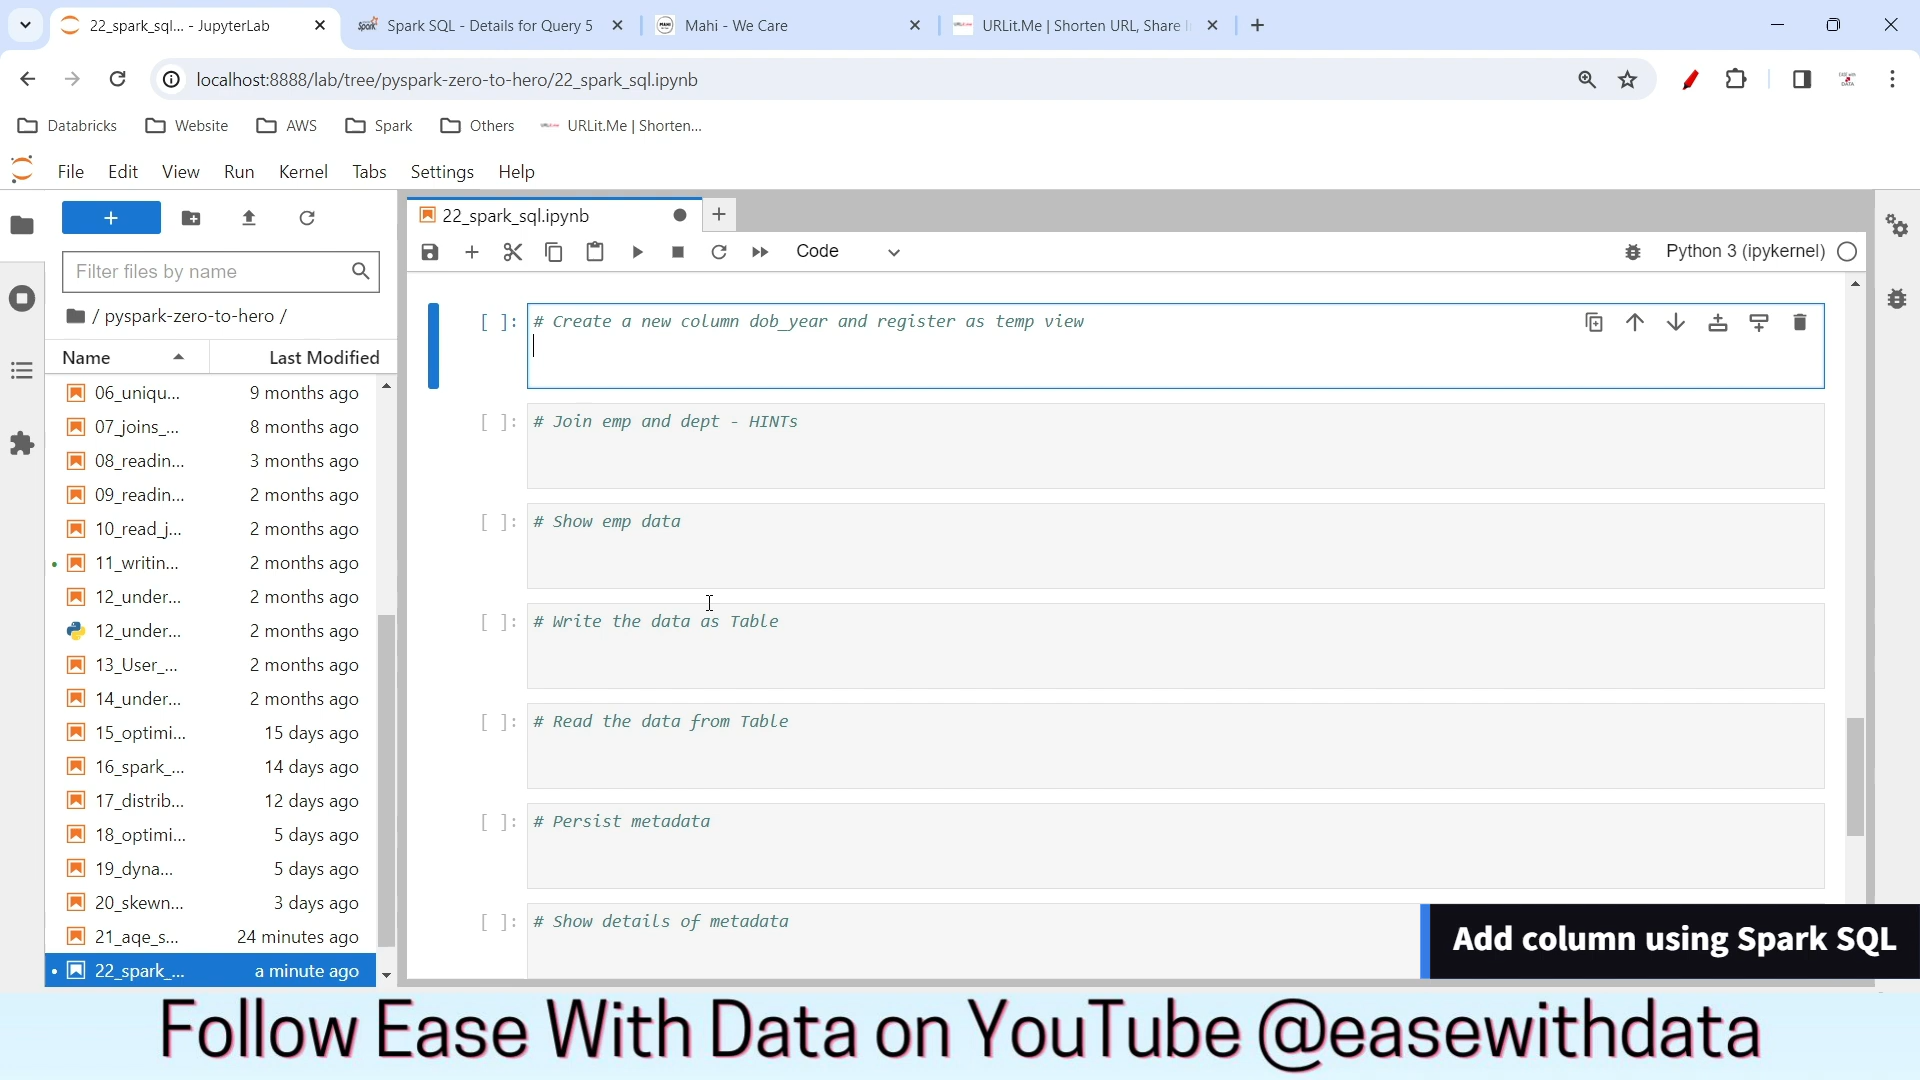 22_spark_sql... - JupyterLab
Spark SQL - Details for Query 5
Mahi - We Care
URLit.Me | Shorten URL, Share
localhost:8888/lab/tree/pyspark-zero-to-hero/22_spark_sql.ipynb
Databricks
Website
AWS
Spark
Others
URLit.Me | Shorten...
File
Edit
View
Run
Kernel
Tabs
Settings
Help
22_spark_sql.ipynb
Code
Python 3 (ipykernel)
Filter files by name
/ pyspark-zero-to-hero /
Name
Last Modified
06_uniqu... 9 months ago
07_joins_... 8 months ago
08_readin... 3 months ago
09_readin... 2 months ago
10_read_j... 2 months ago
11_writin... 2 months ago
12_under... 2 months ago
12_under... 2 months ago
13_User_... 2 months ago
14_under... 2 months ago
15_optimi... 15 days ago
16_spark_... 14 days ago
17_distrib... 12 days ago
18_optimi... 5 days ago
19_dyna... 5 days ago
20_skewn... 3 days ago
21_aqe_s... 24 minutes ago
22_spark_... a minute ago
[ ]: # Create a new column dob_year and register as temp view
[ ]: # Join emp and dept - HINTs
[ ]: # Show emp data
[ ]: # Write the data as Table
[ ]: # Read the data from Table
[ ]: # Persist metadata
[ ]: # Show details of metadata
Add column using Spark SQL
Follow Ease With Data on YouTube @easewithdata